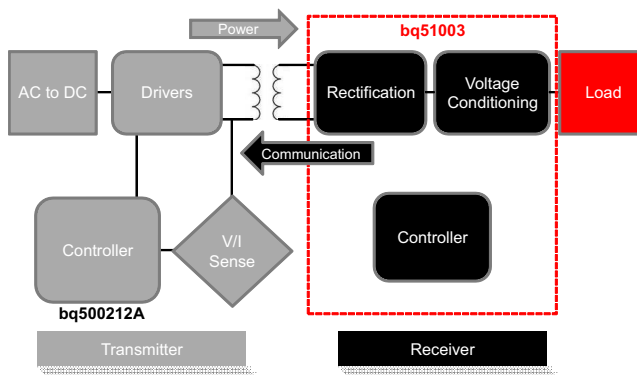 Power
bq51003
AC to DC
Drivers
Rectification
Voltage
Conditioning
Load
Communication
Controller
V/I
Sense
Controller
bq500212A
Transmitter
Receiver